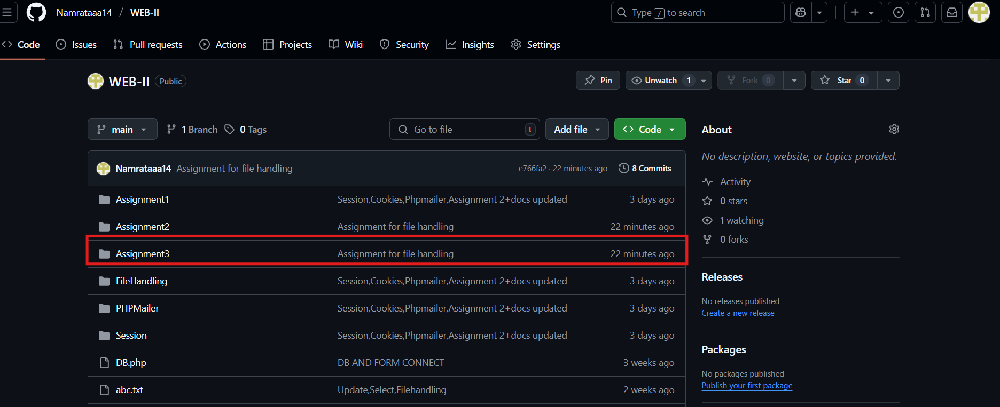 Namrataaa14 / WEB-II
Type / to search
Code Issues Pull requests Actions Projects Wiki Security Insights Settings
WEB-II Public
Pin Unwatch 1 Fork 0 Star 0
main 1 Branch 0 Tags Go to file t Add file Code
Namrataaa14 Assignment for file handling e766fa2 · 22 minutes ago 8 Commits
Assignment1 Session,Cookies,Phpmailer,Assignment 2+docs updated 3 days ago
Assignment2 Assignment for file handling 22 minutes ago
Assignment3 Assignment for file handling 22 minutes ago
FileHandling Session,Cookies,Phpmailer,Assignment 2+docs updated 3 days ago
PHPMailer Session,Cookies,Phpmailer,Assignment 2+docs updated 3 days ago
Session Session,Cookies,Phpmailer,Assignment 2+docs updated 3 days ago
DB.php DB AND FORM CONNECT 3 weeks ago
abc.txt Update,Select,Filehandling 2 weeks ago
About
No description, website, or topics provided.
Activity
0 stars
1 watching
0 forks
Releases
No releases published
Create a new release
Packages
No packages published
Publish your first package